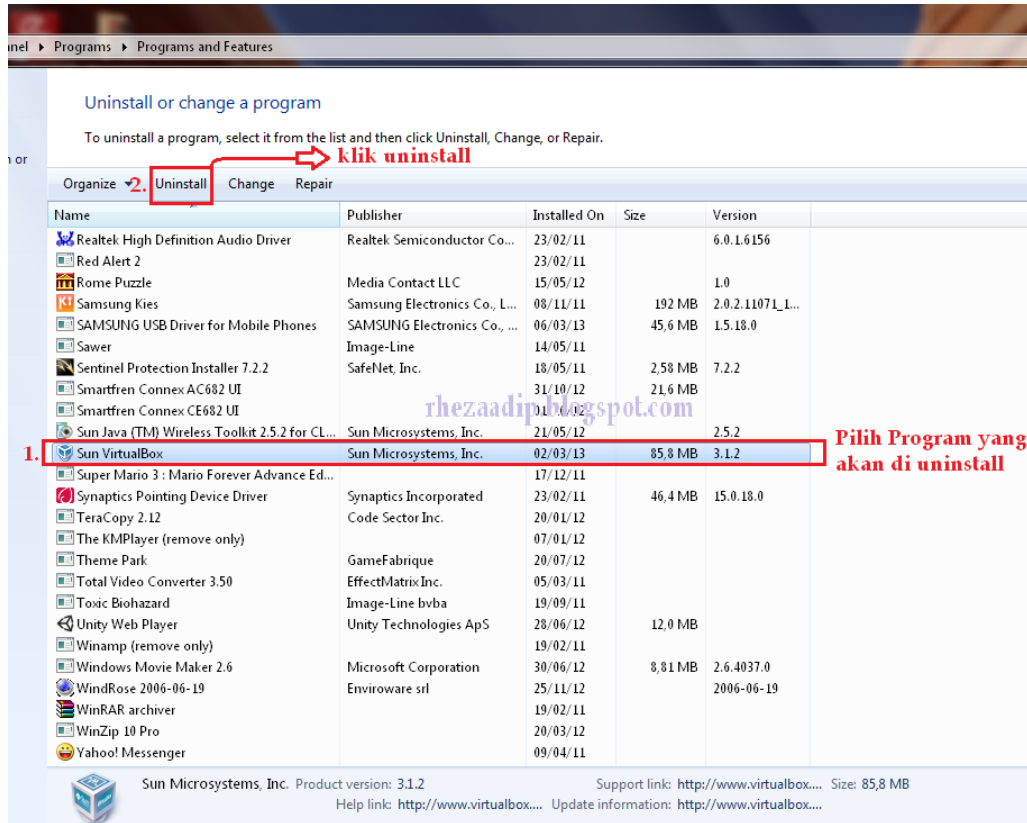 nel ▸ Programs ▸ Programs and Features
Uninstall or change a program
To uninstall a program, select it from the list and then click Uninstall, Change, or Repair.
n or
klik uninstall
Organize 2. Uninstall Change Repair
Name Publisher Installed On Size Version
Realtek High Definition Audio Driver Realtek Semiconductor Co... 23/02/11 6.0.1.6156
Red Alert 2 23/02/11
Rome Puzzle Media Contact LLC 15/05/12 1.0
Samsung Kies Samsung Electronics Co., L... 08/11/11 192 MB 2.0.2.11071_1...
SAMSUNG USB Driver for Mobile Phones SAMSUNG Electronics Co., ... 06/03/13 45,6 MB 1.5.18.0
Sawer Image-Line 14/05/11
Sentinel Protection Installer 7.2.2 SafeNet, Inc. 18/05/11 2,58 MB 7.2.2
Smartfren Connex AC682 UI 31/10/12 21,6 MB
Smartfren Connex CE682 UI
rhezaadip.blogspot.com
Sun Java (TM) Wireless Toolkit 2.5.2 for CL... Sun Microsystems, Inc. 21/05/12 2.5.2
1. Sun VirtualBox Sun Microsystems, Inc. 02/03/13 85,8 MB 3.1.2
Pilih Program yang
akan di uninstall
Super Mario 3 : Mario Forever Advance Ed... 17/12/11
Synaptics Pointing Device Driver Synaptics Incorporated 23/02/11 46,4 MB 15.0.18.0
TeraCopy 2.12 Code Sector Inc. 20/01/12
The KMPlayer (remove only) 07/01/12
Theme Park GameFabrique 20/07/12
Total Video Converter 3.50 EffectMatrix Inc. 05/03/11
Toxic Biohazard Image-Line bvba 19/09/11
Unity Web Player Unity Technologies ApS 28/06/12 12,0 MB
Winamp (remove only) 19/02/11
Windows Movie Maker 2.6 Microsoft Corporation 30/06/12 8,81 MB 2.6.4037.0
WindRose 2006-06-19 Enviroware srl 25/11/12 2006-06-19
WinRAR archiver 19/02/11
WinZip 10 Pro 20/03/12
Yahoo! Messenger 09/04/11
Sun Microsystems, Inc. Product version: 3.1.2 Support link: http://www.virtualbox.... Size: 85,8 MB
Help link: http://www.virtualbox.... Update information: http://www.virtualbox....